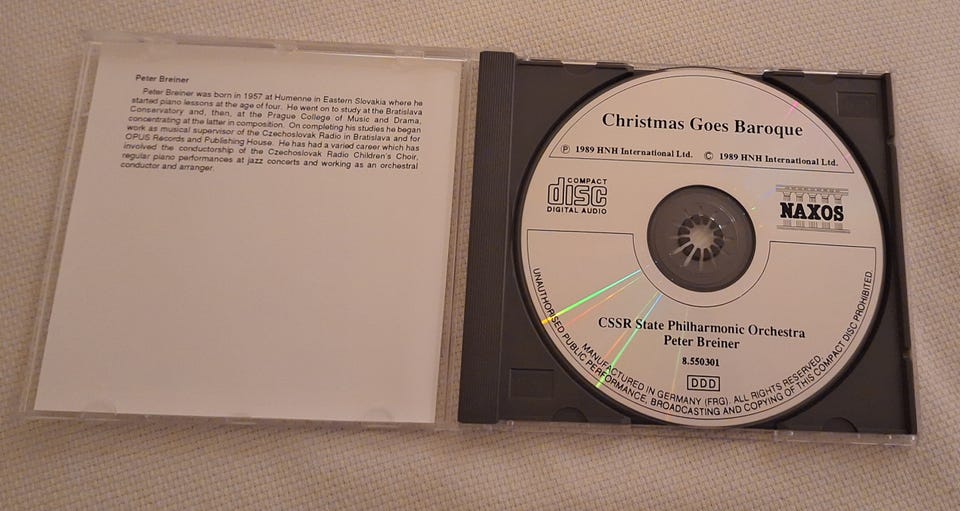 Peter Breiner
Peter Breiner was born in 1957 at Humenne in Eastern Slovakia where he
started piano lessons at the age of four. He went on to study at the Bratislava
Conservatory and, then, at the Prague College of Music and Drama,
concentrating at the latter in composition. On completing his studies he began
work as musical supervisor of the Czechoslovak Radio in Bratislava and for
OPUS Records and Publishing House. He has had a varied career which has
involved the conductorship of the Czechoslovak Radio Children's Choir,
regular piano performances at jazz concerts and working as an orchestral
conductor and arranger.
Christmas Goes Baroque
Ⓟ 1989 HNH International Ltd. © 1989 HNH International Ltd.
COMPACT
disc
DIGITAL AUDIO
NAXOS
CSSR State Philharmonic Orchestra
Peter Breiner
8.550301
DDD
MANUFACTURED IN GERMANY (FRG). ALL RIGHTS RESERVED
UNAUTHORISED PUBLIC PERFORMANCE, BROADCASTING AND COPYING OF THIS COMPACT DISC PROHIBITED.